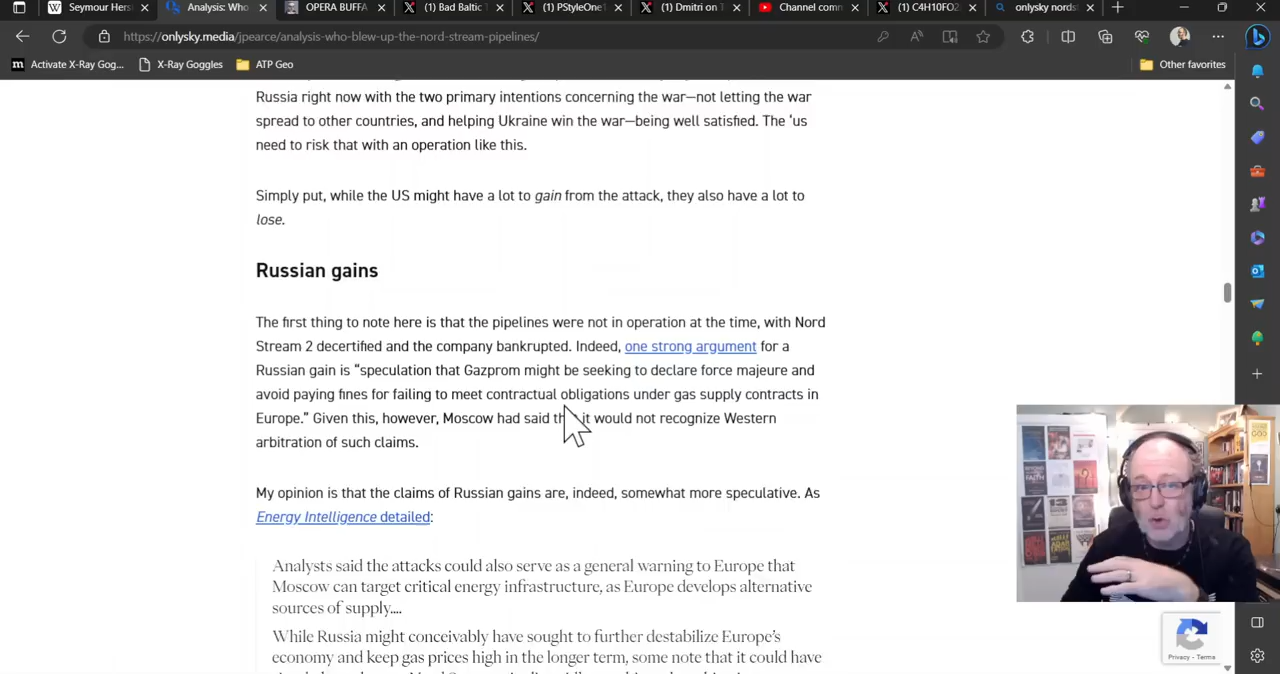 Seymour Hersh
Analysis: Who
OPERA BUFFA
(1) Bad Baltic T
(1) PStyleOne1
(1) Dmitri on T
Channel comm
(1) C4H10FO2
onlysky nords
https://onlysky.media/jpearce/analysis-who-blew-up-the-nord-stream-pipelines/
Activate X-Ray Gog...
X-Ray Goggles
ATP Geo
Other favorites
Russia right now with the two primary intentions concerning the war—not letting the war
spread to other countries, and helping Ukraine win the war—being well satisfied. The 'us
need to risk that with an operation like this.
Simply put, while the US might have a lot to gain from the attack, they also have a lot to
lose.
Russian gains
The first thing to note here is that the pipelines were not in operation at the time, with Nord
Stream 2 decertified and the company bankrupted. Indeed, one strong argument for a
Russian gain is “speculation that Gazprom might be seeking to declare force majeure and
avoid paying fines for failing to meet contractual obligations under gas supply contracts in
Europe.” Given this, however, Moscow had said it would not recognize Western
arbitration of such claims.
My opinion is that the claims of Russian gains are, indeed, somewhat more speculative. As
Energy Intelligence detailed:
Analysts said the attacks could also serve as a general warning to Europe that
Moscow can target critical energy infrastructure, as Europe develops alternative
sources of supply....
While Russia might conceivably have sought to further destabilize Europe's
economy and keep gas prices high in the longer term, some note that it could have
Privacy - Terms